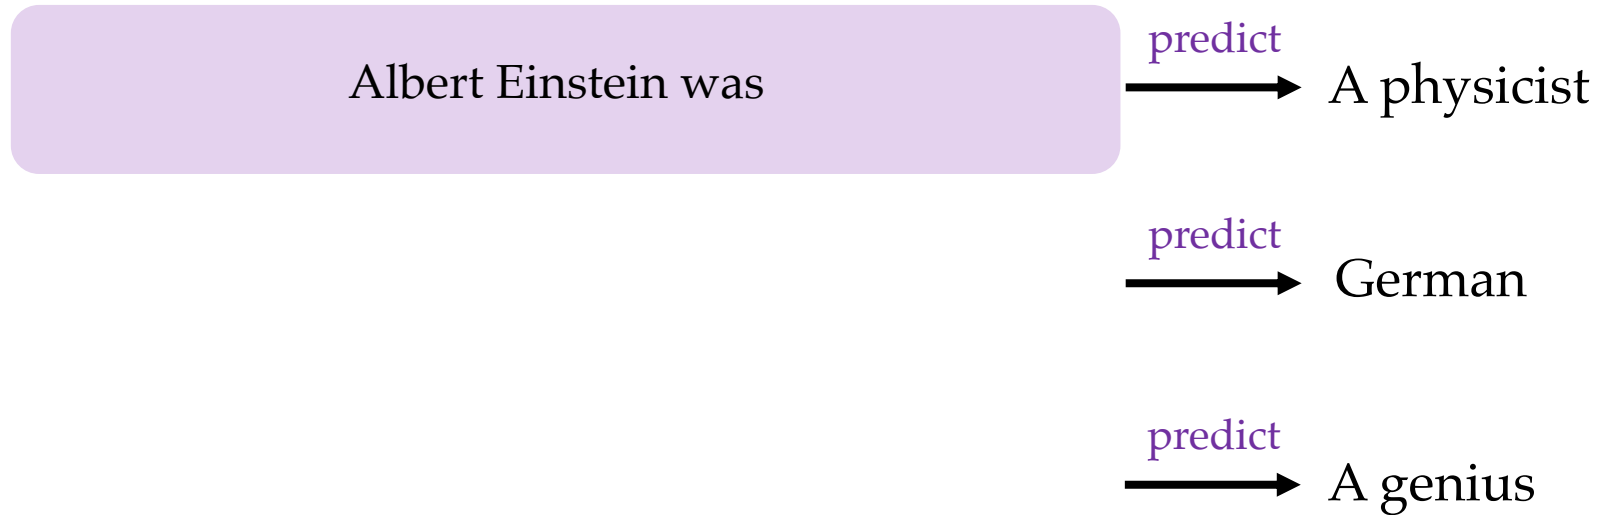 predict
Albert Einstein was
A physicist
predict
German
predict
A genius